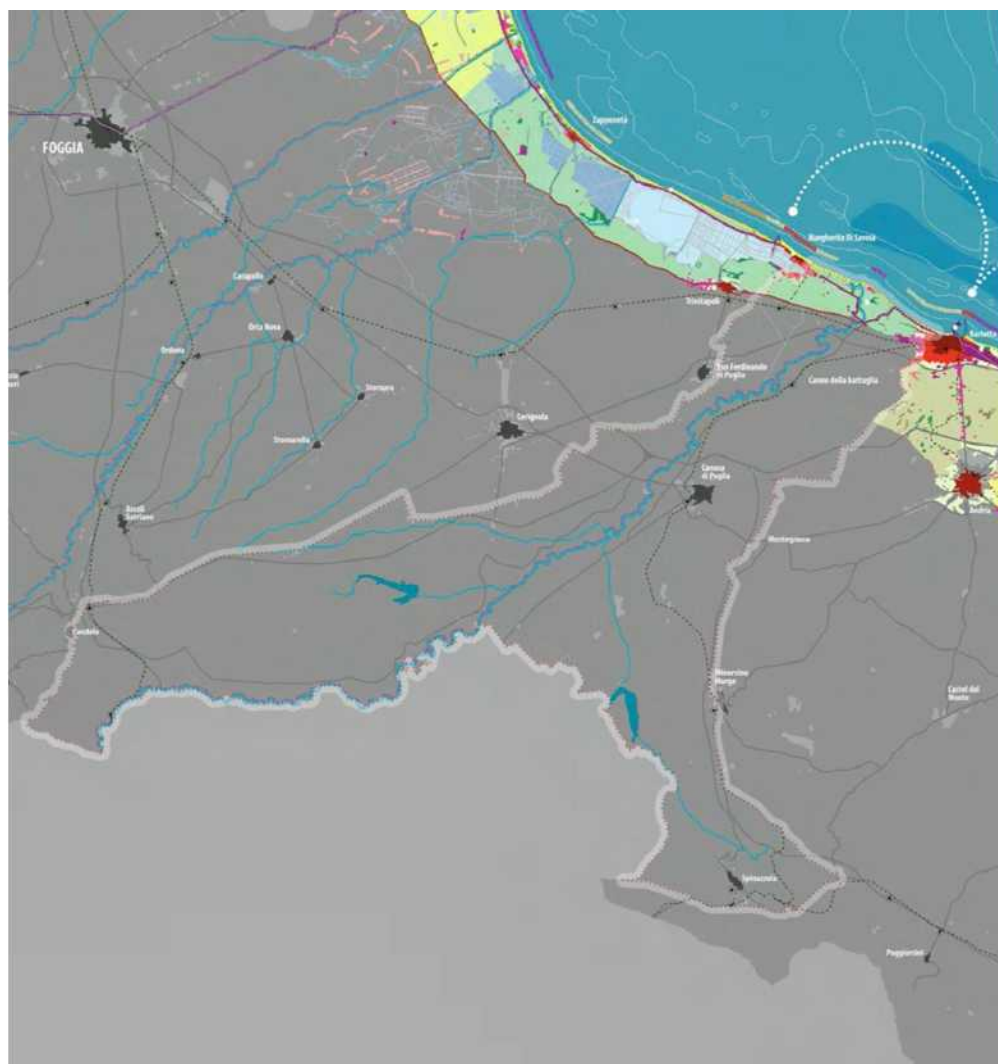 Zapponeta
FOGGIA
Margherita Di Savoia
Carapelle
Trinitapoli
Orta Nova
Barletta
Ordona
San Ferdinando
di Puglia
Canne della battaglia
Stornara
Cerignola
Stornarella
Canosa
di Puglia
Ascoli
Satriano
Andria
Montegrosso
Candela
Minervino
Murge
Castel del
Monte
Spinazzola
Poggiorsini